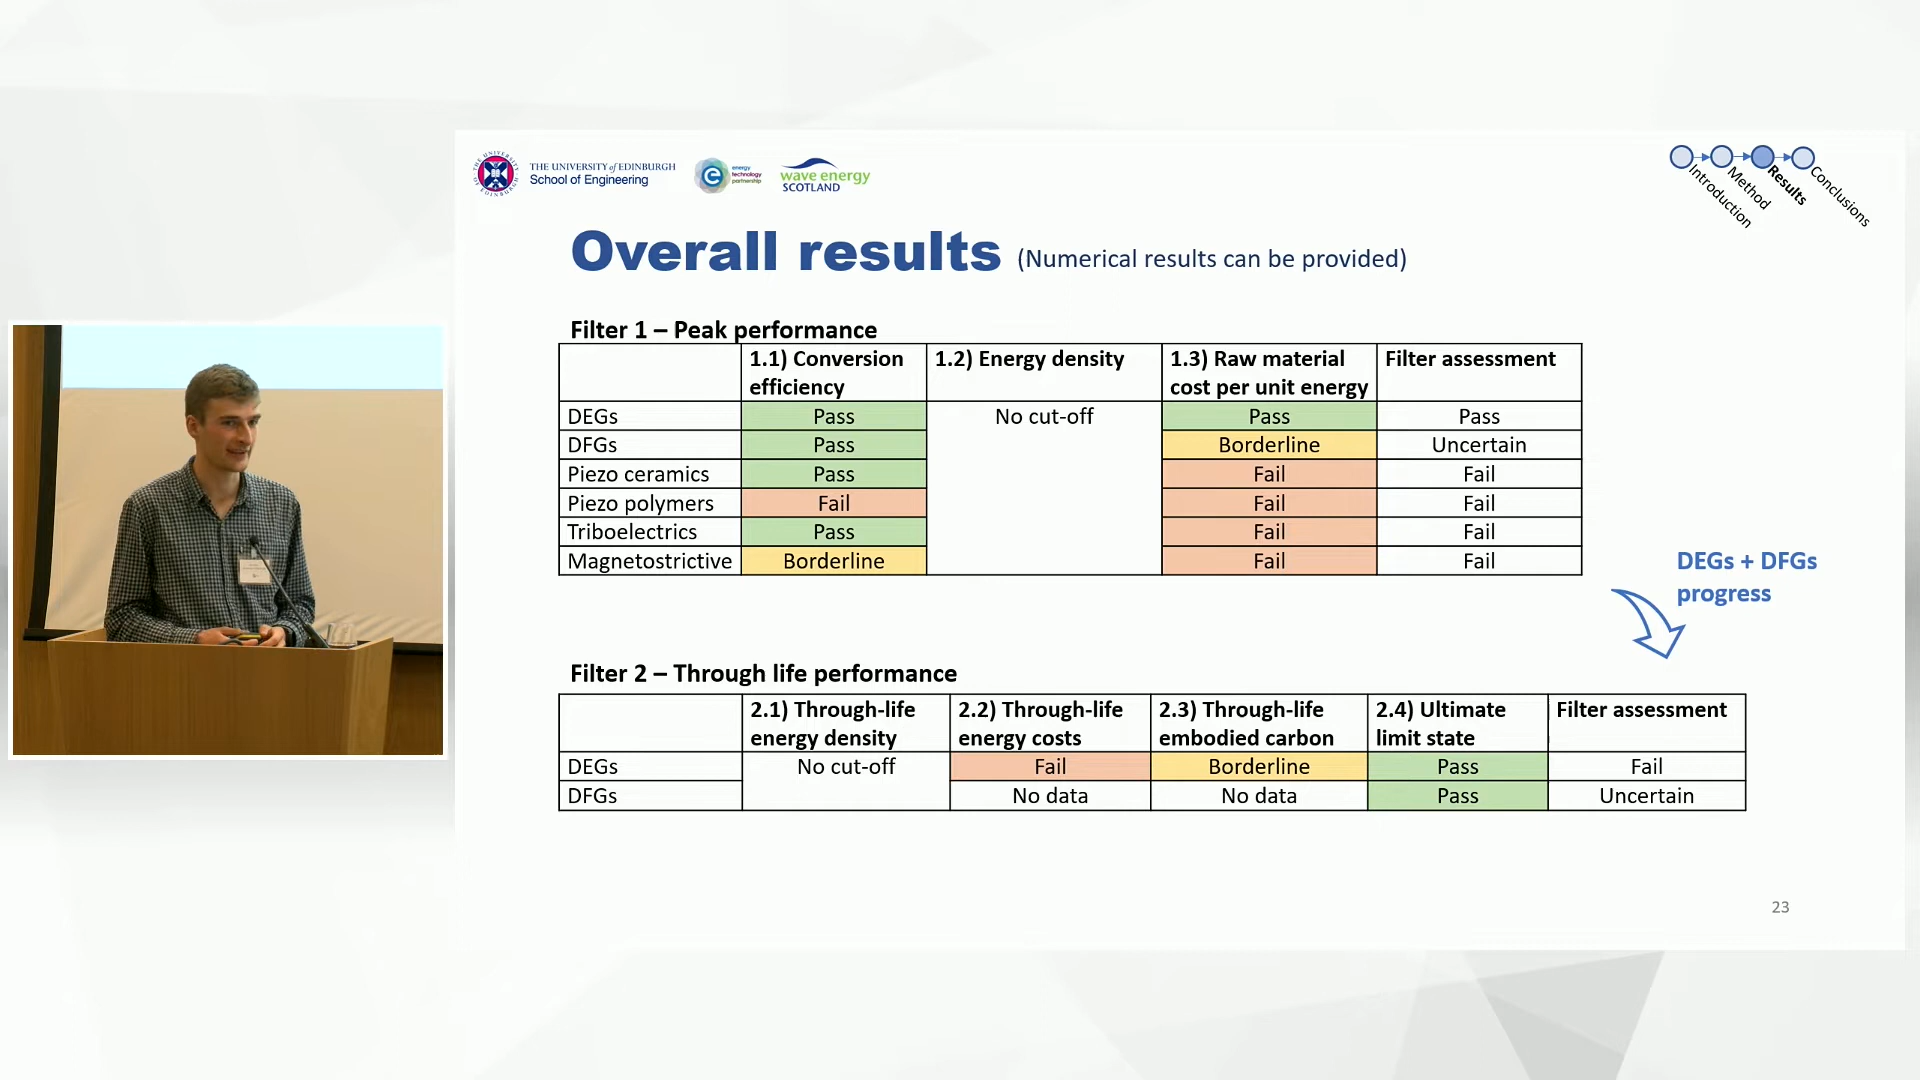 THE UNIVERSITY of EDINBURGH
School of Engineering
energy
technology
partnership
wave energy
SCOTLAND
Introduction
Method
Results
Conclusions
Overall results (Numerical results can be provided)
Filter 1 – Peak performance
1.1) Conversion efficiency 1.2) Energy density 1.3) Raw material cost per unit energy Filter assessment
DEGs Pass No cut-off Pass Pass
DFGs Pass Borderline Uncertain
Piezo ceramics Pass Fail Fail
Piezo polymers Fail Fail Fail
Triboelectrics Pass Fail Fail
Magnetostrictive Borderline Fail Fail
DEGs + DFGs
progress
Filter 2 – Through life performance
2.1) Through-life energy density 2.2) Through-life energy costs 2.3) Through-life embodied carbon 2.4) Ultimate limit state Filter assessment
DEGs No cut-off Fail Borderline Pass Fail
DFGs No data No data Pass Uncertain
23